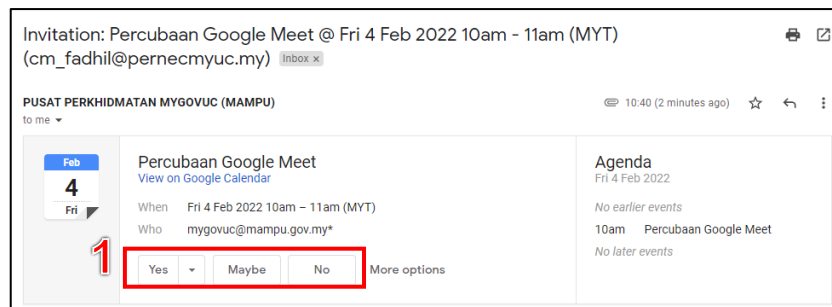 Invitation: Percubaan Google Meet @ Fri 4 Feb 2022 10am - 11am (MYT)
(cm_fadhil@pernecmyuc.my) Inbox x
PUSAT PERKHIDMATAN MYGOVUC (MAMPU)
10:40 (2 minutes ago)
to me
Feb
4
Fri
Percubaan Google Meet
View on Google Calendar
When Fri 4 Feb 2022 10am – 11am (MYT)
Who mygovuc@mampu.gov.my*
1
Yes Maybe No More options
Agenda
Fri 4 Feb 2022
No earlier events
10am Percubaan Google Meet
No later events